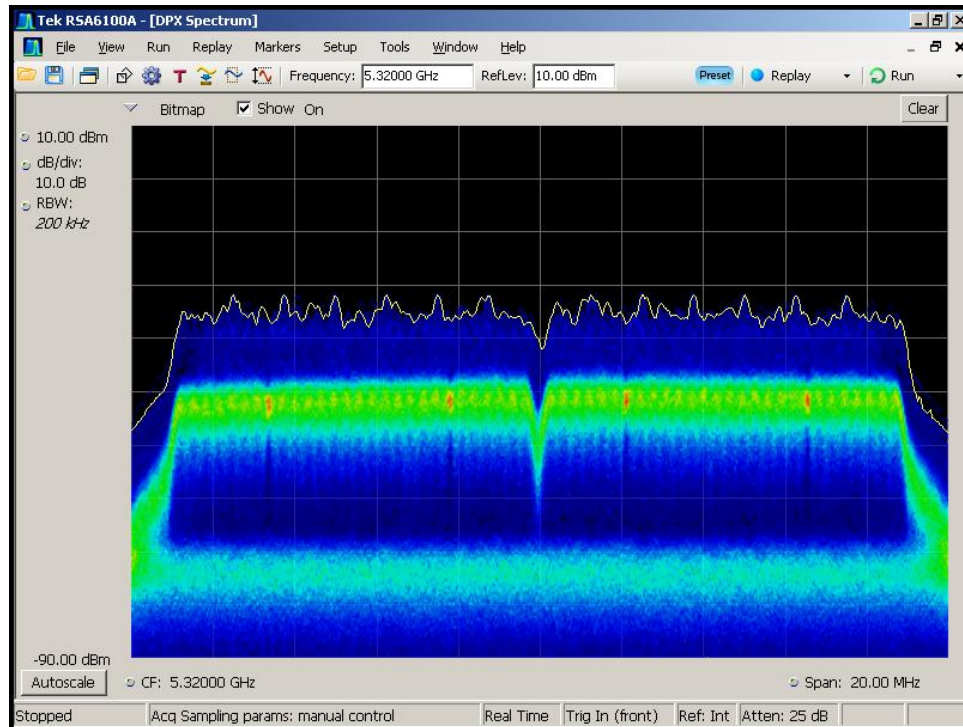 Tek RSA6100A - [DPX Spectrum]
File View Run Replay Markers Setup Tools Window Help
T Frequency: 5.32000 GHz RefLev: 10.00 dBm Preset Replay Run
Bitmap Show On Clear
10.00 dBm
dB/div:
10.0 dB
RBW:
200 kHz
-90.00 dBm
Autoscale CF: 5.32000 GHz Span: 20.00 MHz
Stopped Acq Sampling params: manual control Real Time Trig In (front) Ref: Int Atten: 25 dB